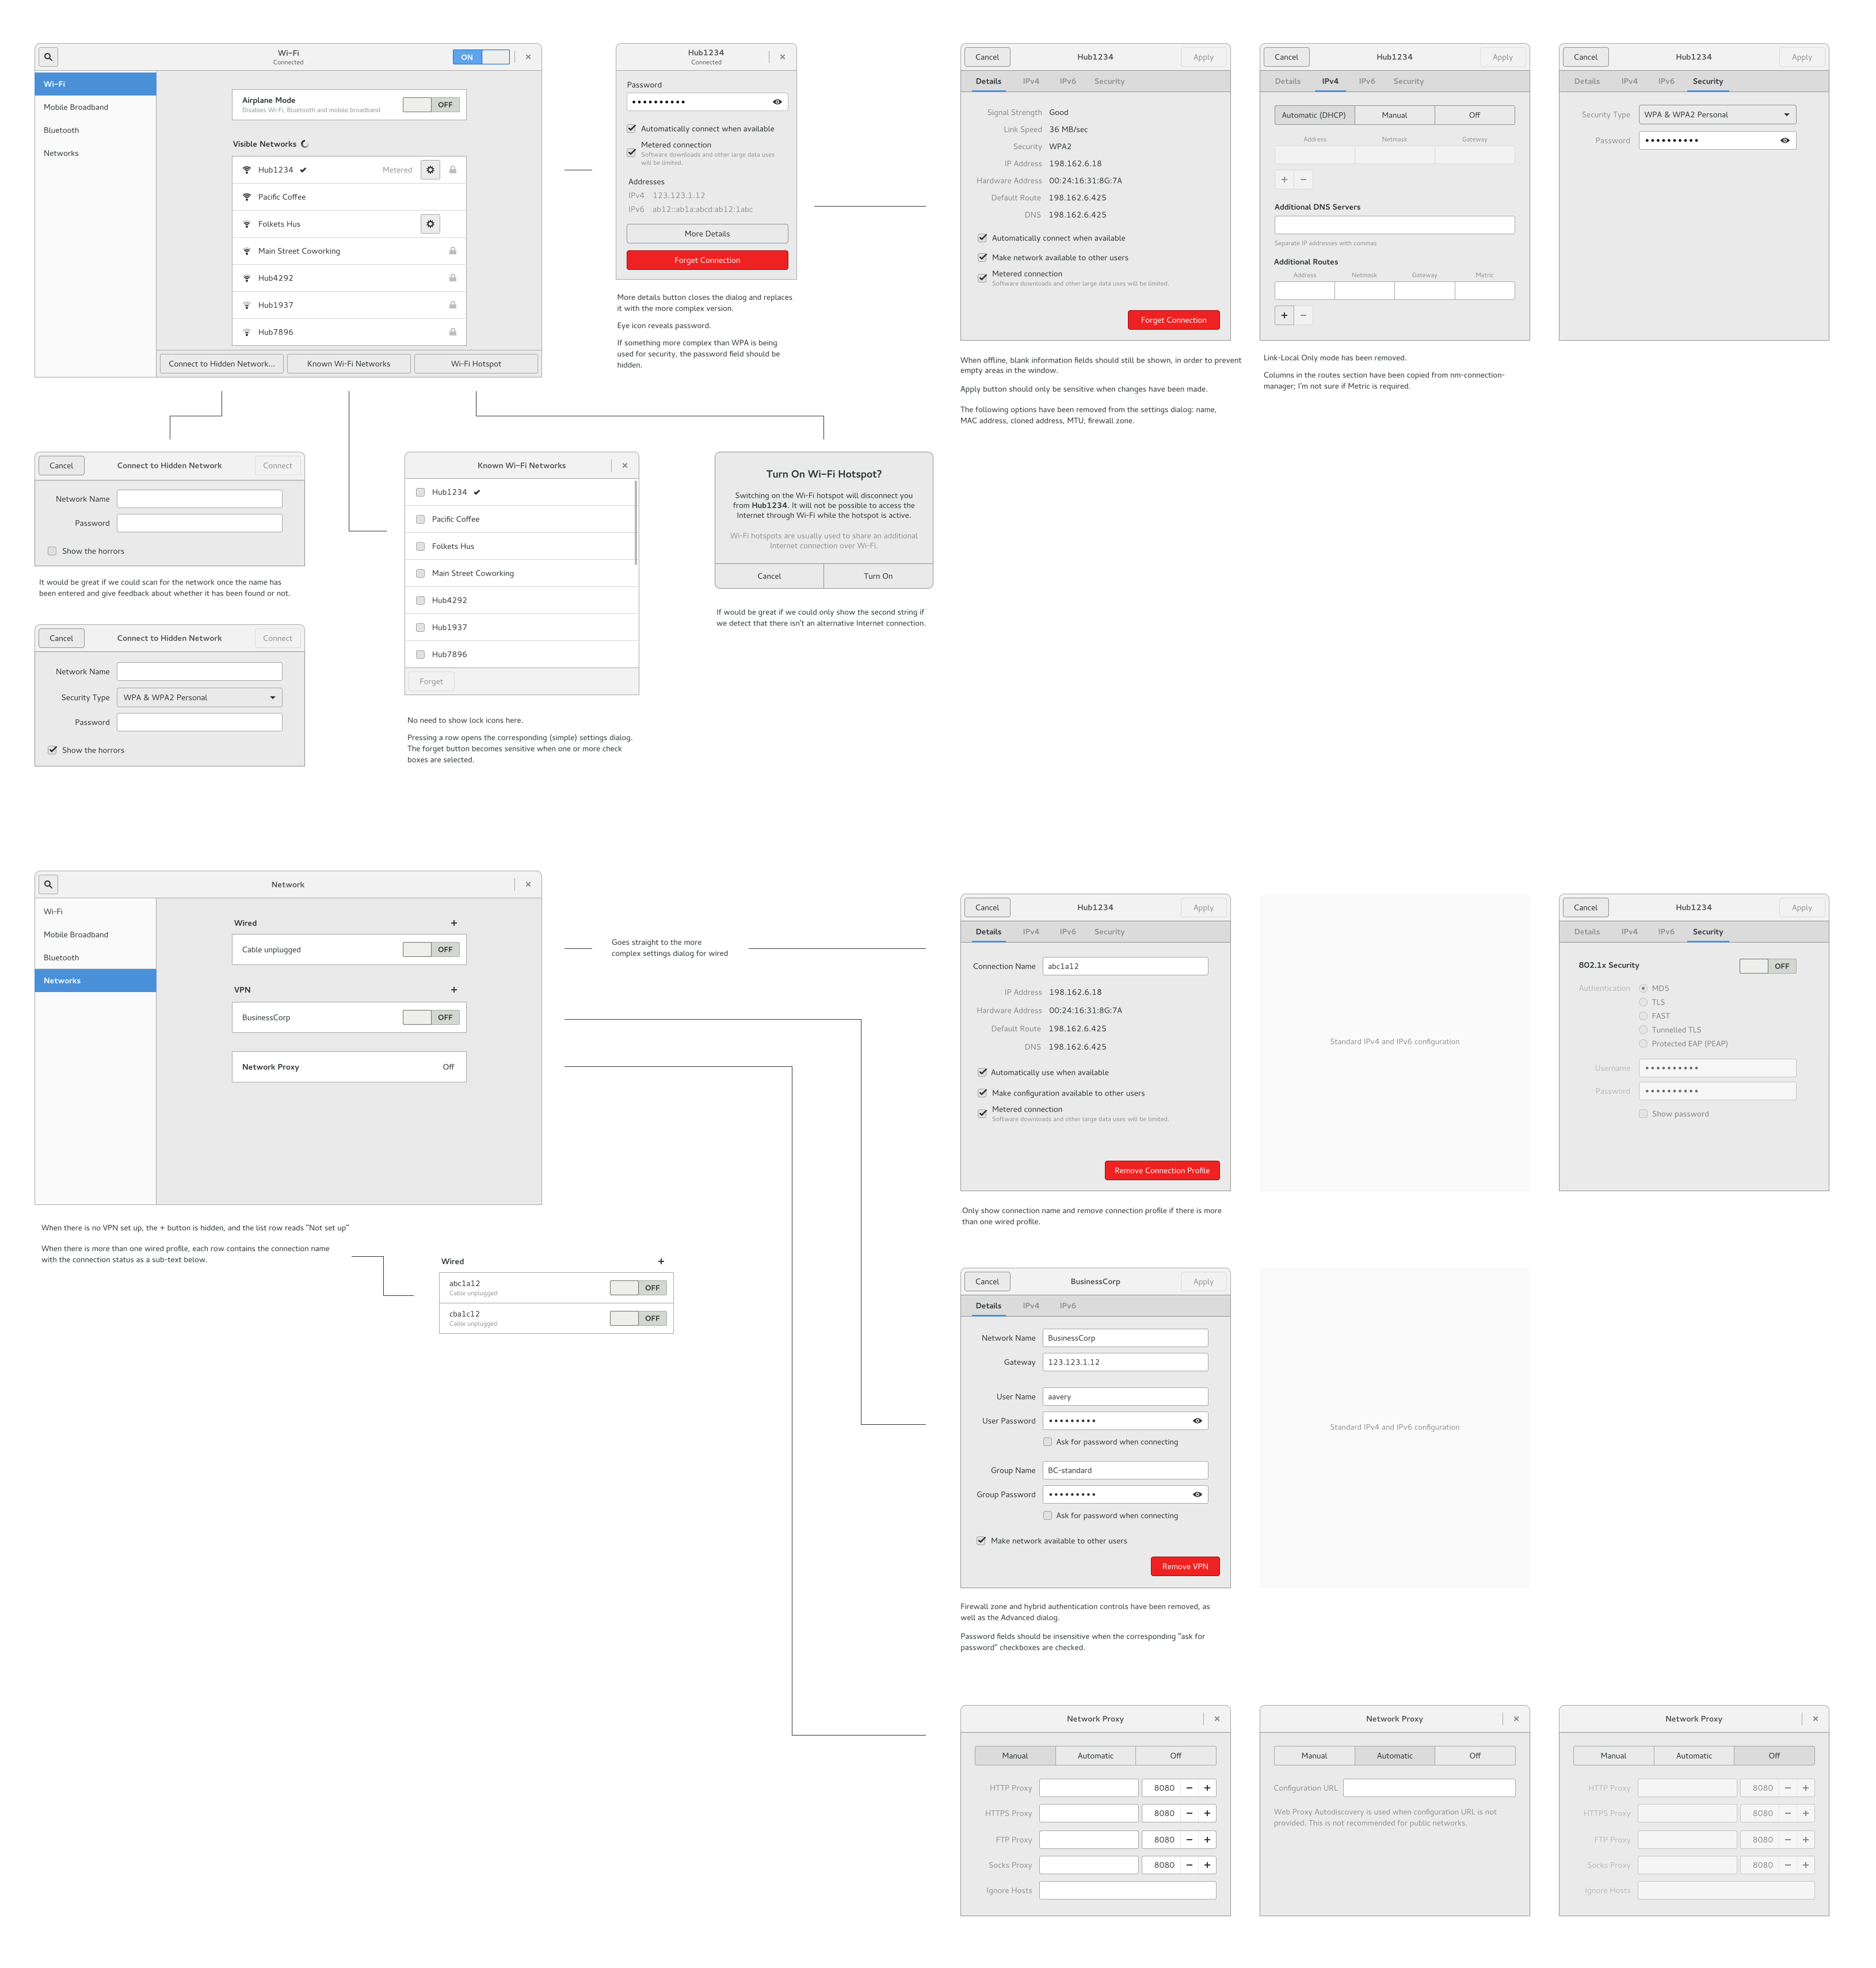 Wi-Fi
Connected
ON
Wi-Fi
Mobile Broadband
Bluetooth
Networks
Airplane Mode
Disables Wi-Fi, Bluetooth and mobile broadband
OFF
Visible Networks
Hub1234
Metered
Pacific Coffee
Folkets Hus
Main Street Coworking
Hub4292
Hub1937
Hub7896
Connect to Hidden Network...
Known Wi-Fi Networks
Wi-Fi Hotspot
Hub1234
Connected
Password
Automatically connect when available
Metered connection
Software downloads and other large data uses
will be limited.
Addresses
IPv4 123.123.1.12
IPv6 ab12::ab1a:abcd:ab12:1abc
More Details
Forget Connection
More details button closes the dialog and replaces
it with the more complex version.
Eye icon reveals password.
If something more complex than WPA is being
used for security, the password field should be
hidden.
Cancel
Hub1234
Apply
Details IPv4 IPv6 Security
Signal Strength Good
Link Speed 36 MB/sec
Security WPA2
IP Address 198.162.6.18
Hardware Address 00:24:16:31:8G:7A
Default Route 198.162.6.425
DNS 198.162.6.425
Automatically connect when available
Make network available to other users
Metered connection
Software downloads and other large data uses will be limited.
Forget Connection
When offline, blank information fields should still be shown, in order to prevent
empty areas in the window.
Apply button should only be sensitive when changes have been made.
The following options have been removed from the settings dialog: name,
MAC address, cloned address, MTU, firewall zone.
Cancel
Hub1234
Apply
Details IPv4 IPv6 Security
Automatic (DHCP) Manual Off
Address Netmask Gateway
Additional DNS Servers
Separate IP addresses with commas
Additional Routes
Address Netmask Gateway Metric
Link-Local Only mode has been removed.
Columns in the routes section have been copied from nm-connection-
manager; I'm not sure if Metric is required.
Cancel
Hub1234
Apply
Details IPv4 IPv6 Security
Security Type WPA & WPA2 Personal
Password
Cancel
Connect to Hidden Network
Connect
Network Name
Password
Show the horrors
It would be great if we could scan for the network once the name has
been entered and give feedback about whether it has been found or not.
Cancel
Connect to Hidden Network
Connect
Network Name
Security Type WPA & WPA2 Personal
Password
Show the horrors
Known Wi-Fi Networks
Hub1234
Pacific Coffee
Folkets Hus
Main Street Coworking
Hub4292
Hub1937
Hub7896
Forget
No need to show lock icons here.
Pressing a row opens the corresponding (simple) settings dialog.
The forget button becomes sensitive when one or more check
boxes are selected.
Turn On Wi-Fi Hotspot?
Switching on the Wi-Fi hotspot will disconnect you
from Hub1234. It will not be possible to access the
Internet through Wi-Fi while the hotspot is active.
Wi-Fi hotspots are usually used to share an additional
Internet connection over Wi-Fi.
Cancel
Turn On
If would be great if we could only show the second string if
we detect that there isn't an alternative Internet connection.
Network
Wi-Fi
Mobile Broadband
Bluetooth
Networks
Wired
Cable unplugged OFF
VPN
BusinessCorp OFF
Network Proxy Off
Goes straight to the more
complex settings dialog for wired
When there is no VPN set up, the + button is hidden, and the list row reads "Not set up"
When there is more than one wired profile, each row contains the connection name
with the connection status as a sub-text below.
Wired
abc1a12
Cable unplugged
OFF
cba1c12
Cable unplugged
OFF
Cancel
Hub1234
Apply
Details IPv4 IPv6 Security
Connection Name abc1a12
IP Address 198.162.6.18
Hardware Address 00:24:16:31:8G:7A
Default Route 198.162.6.425
DNS 198.162.6.425
Automatically use when available
Make configuration available to other users
Metered connection
Software downloads and other large data uses will be limited.
Remove Connection Profile
Only show connection name and remove connection profile if there is more
than one wired profile.
Standard IPv4 and IPv6 configuration
Cancel
Hub1234
Apply
Details IPv4 IPv6 Security
802.1x Security OFF
Authentication MD5
TLS
FAST
Tunnelled TLS
Protected EAP (PEAP)
Username
Password
Show password
Cancel
BusinessCorp
Apply
Details IPv4 IPv6
Network Name BusinessCorp
Gateway 123.123.1.12
User Name aavery
User Password
Ask for password when connecting
Group Name BC-standard
Group Password
Ask for password when connecting
Make network available to other users
Remove VPN
Firewall zone and hybrid authentication controls have been removed, as
well as the Advanced dialog.
Password fields should be insensitive when the corresponding "ask for
password" checkboxes are checked.
Standard IPv4 and IPv6 configuration
Network Proxy
Manual Automatic Off
HTTP Proxy 8080
HTTPS Proxy 8080
FTP Proxy 8080
Socks Proxy 8080
Ignore Hosts
Network Proxy
Manual Automatic Off
Configuration URL
Web Proxy Autodiscovery is used when configuration URL is not
provided. This is not recommended for public networks.
Network Proxy
Manual Automatic Off
HTTP Proxy 8080
HTTPS Proxy 8080
FTP Proxy 8080
Socks Proxy 8080
Ignore Hosts